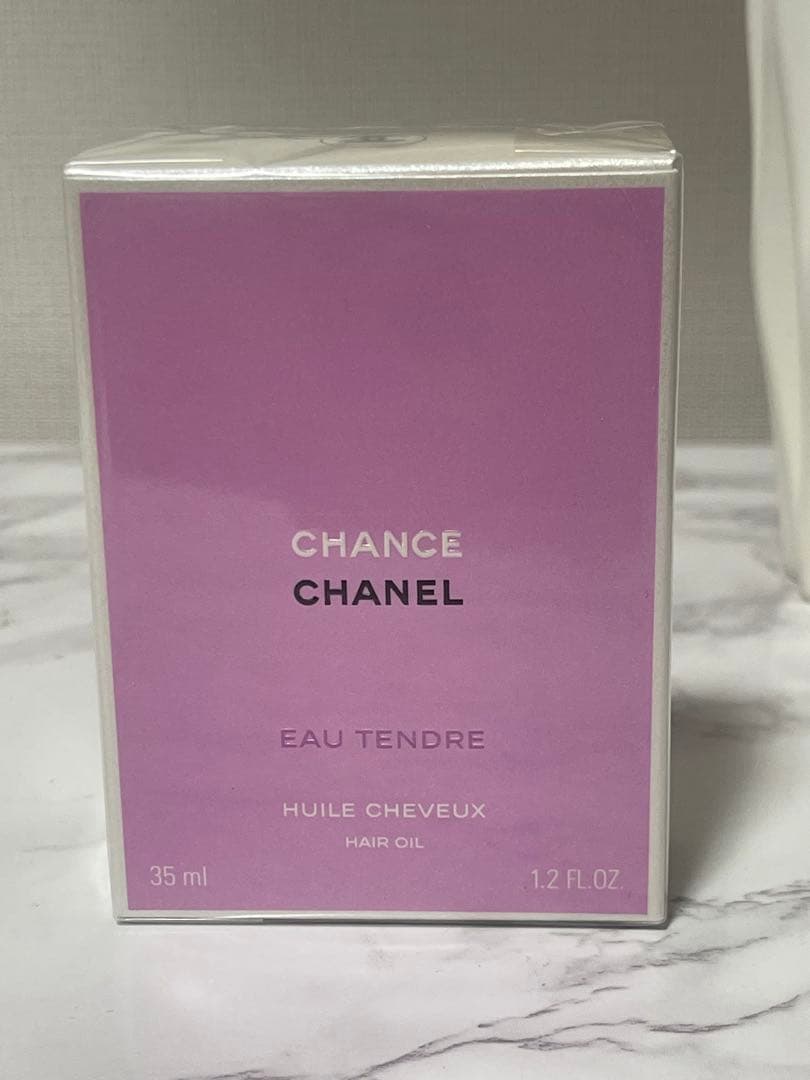 CHANCE
CHANEL
EAU TENDRE
HUILE CHEVEUX
HAIR OIL
35 ml
1.2 FL.OZ.